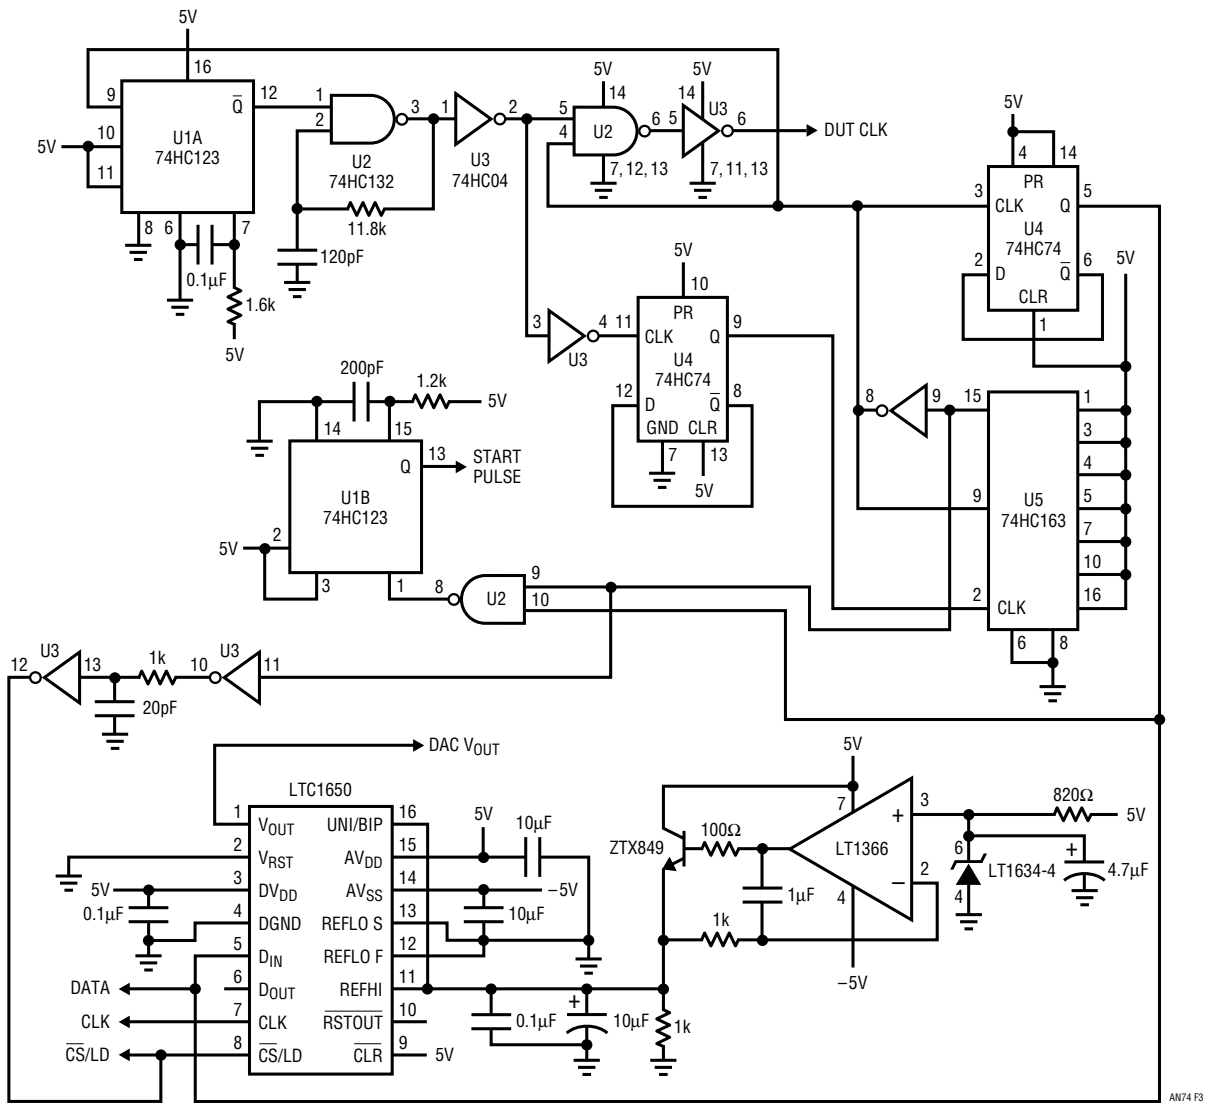 5V
16
9
12
Q
10
11
5V
U1A
74HC123
8
6
7
0.1µF
1.6k
5V
1
2
3
U2
74HC132
11.8k
120pF
1
2
U3
74HC04
5V
14
5
4
U2
6
7, 12, 13
5V
14
U3
5
6
7, 11, 13
DUT CLK
5V
4
14
PR
3
CLK
Q
5
U4
74HC74
2
D
Q
6
CLR
1
5V
3
4
U3
5V
10
PR
11
CLK
Q
9
U4
74HC74
12
D
Q
8
GND
CLR
7
13
5V
200pF
1.2k
5V
14
15
Q
13
START
PULSE
U1B
74HC123
5V
2
3
1
8
U2
9
10
8
9
15
1
3
4
9
U5
74HC163
5
7
10
2
CLK
16
6
8
12
U3
13
1k
10
U3
11
20pF
DAC VOUT
LTC1650
1
VOUT
UNI/BIP
16
2
VRST
AVDD
15
5V
10µF
5V
3
DVDD
AVSS
14
–5V
0.1µF
4
DGND
REFLO S
13
10µF
5
DIN
REFLO F
12
DATA
6
DOUT
REFHI
11
CLK
7
CLK
RSTOUT
10
CS/LD
8
CS/LD
CLR
9
5V
0.1µF
+
10µF
1k
5V
7
ZTX849
100Ω
LT1366
+
3
820Ω
5V
6
LT1634-4
4
+
4.7µF
–
2
1µF
4
1k
–5V
AN74 F3